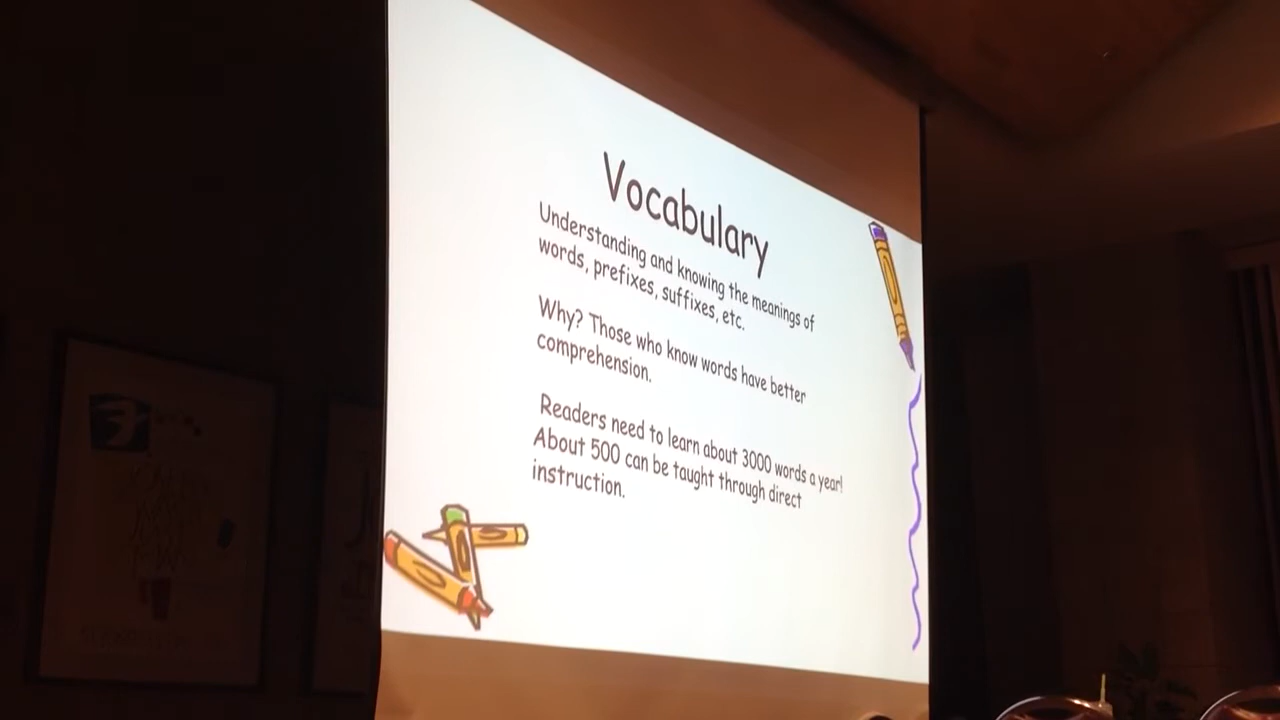 Vocabulary
Understanding and knowing the meanings of
words, prefixes, suffixes, etc.
Why? Those who know words have better
comprehension.
Readers need to learn about 3000 words a year!
About 500 can be taught through direct
instruction.